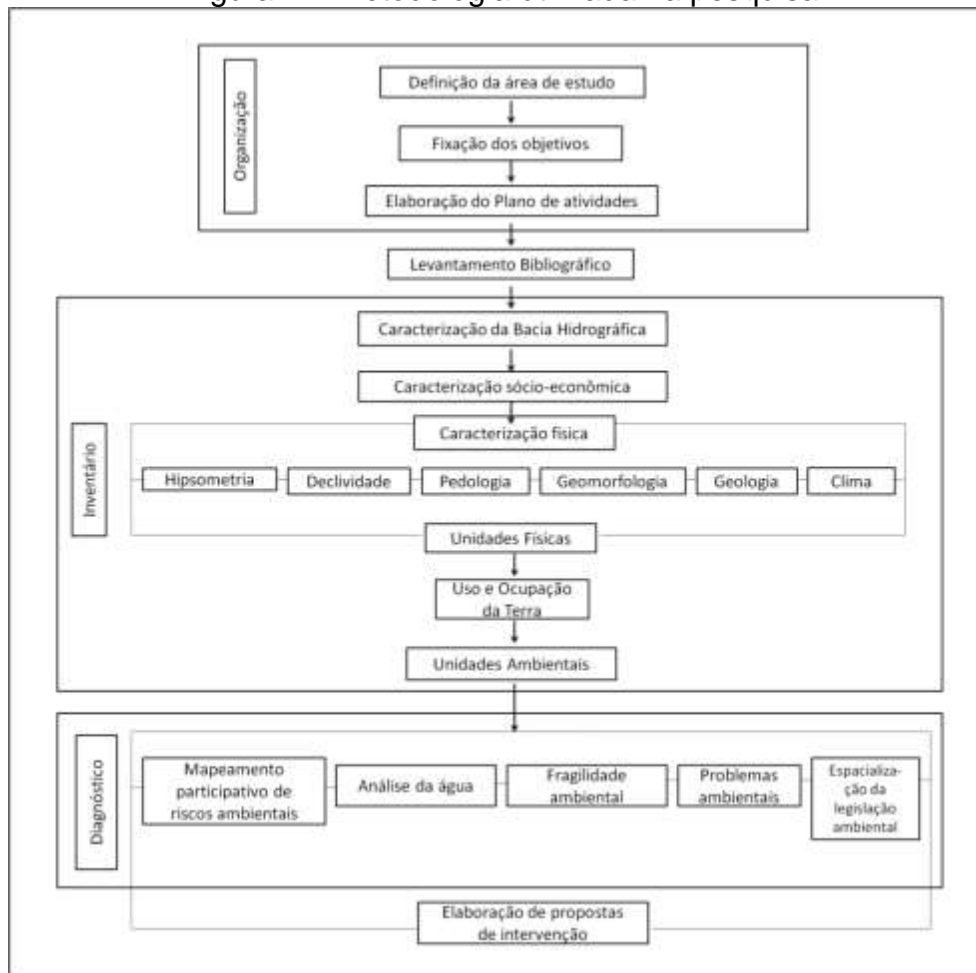 Organização
Definição da área de estudo
Fixação dos objetivos
Elaboração do Plano de atividades
Levantamento Bibliográfico
Inventário
Caracterização da Bacia Hidrográfica
Caracterização sócio-econômica
Caracterização física
Hipsometria
Declividade
Pedologia
Geomorfologia
Geologia
Clima
Unidades Físicas
Uso e Ocupação
da Terra
Unidades Ambientais
Diagnóstico
Mapeamento
participativo de
riscos ambientais
Análise da água
Fragilidade
ambiental
Problemas
ambientais
Espacializa-
ção da
legislação
ambiental
Elaboração de propostas
de intervenção